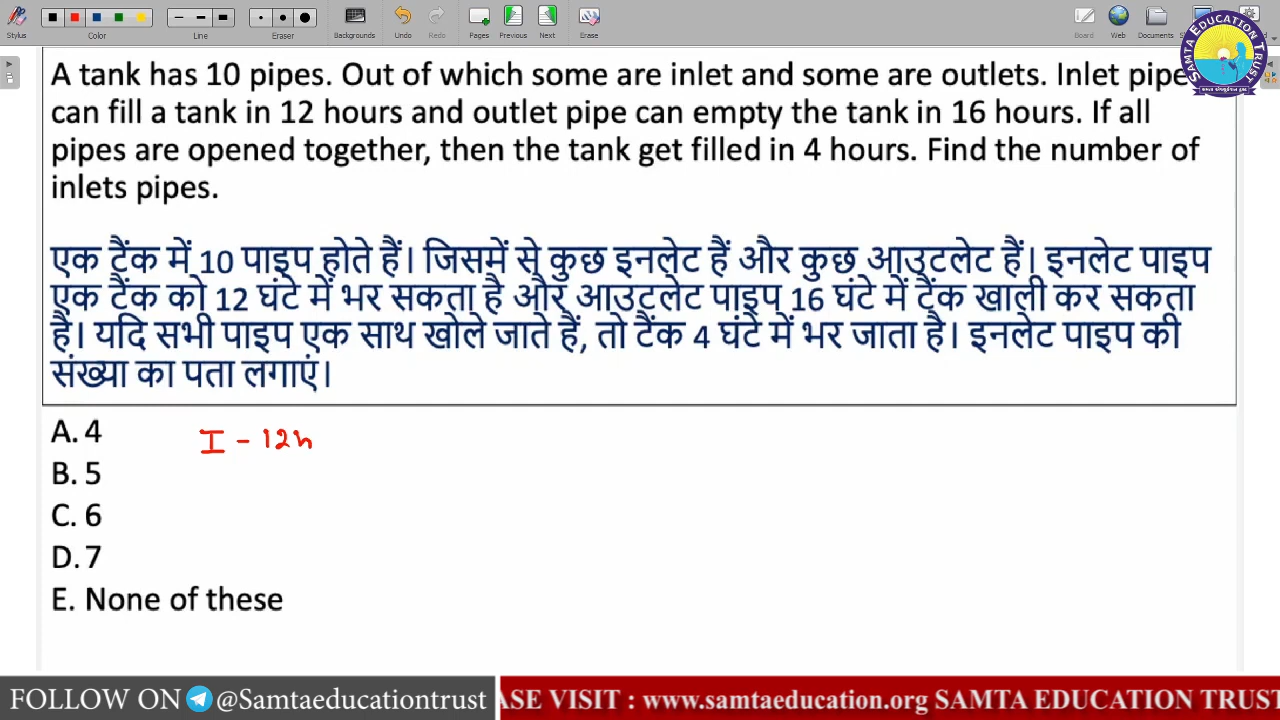 Stylus Color Line Eraser Backgrounds Undo Redo Pages Previous Next Erase Board Web Documents
SAMTA EDUCATION TRUST
A tank has 10 pipes. Out of which some are inlet and some are outlets. Inlet pipe
can fill a tank in 12 hours and outlet pipe can empty the tank in 16 hours. If all
pipes are opened together, then the tank get filled in 4 hours. Find the number of
inlets pipes.
एक टैंक में 10 पाइप होते हैं। जिसमें से कुछ इनलेट हैं और कुछ आउटलेट हैं। इनलेट पाइप
एक टैंक को 12 घंटे में भर सकता है और आउटलेट पाइप 16 घंटे में टैंक खाली कर सकता
है। यदि सभी पाइप एक साथ खोले जाते हैं, तो टैंक 4 घंटे में भर जाता है। इनलेट पाइप की
संख्या का पता लगाएं।
A. 4
I - 12h
B. 5
C. 6
D. 7
E. None of these
FOLLOW ON @Samtaeducationtrust ASE VISIT : www.samtaeducation.org SAMTA EDUCATION TRUST